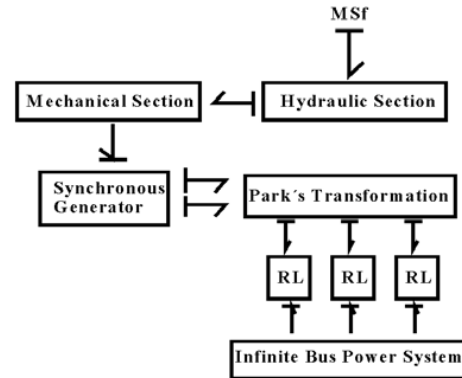 MSf
Mechanical Section
Hydraulic Section
Synchronous
Generator
Park´s Transformation
RL
RL
RL
Infinite Bus Power System